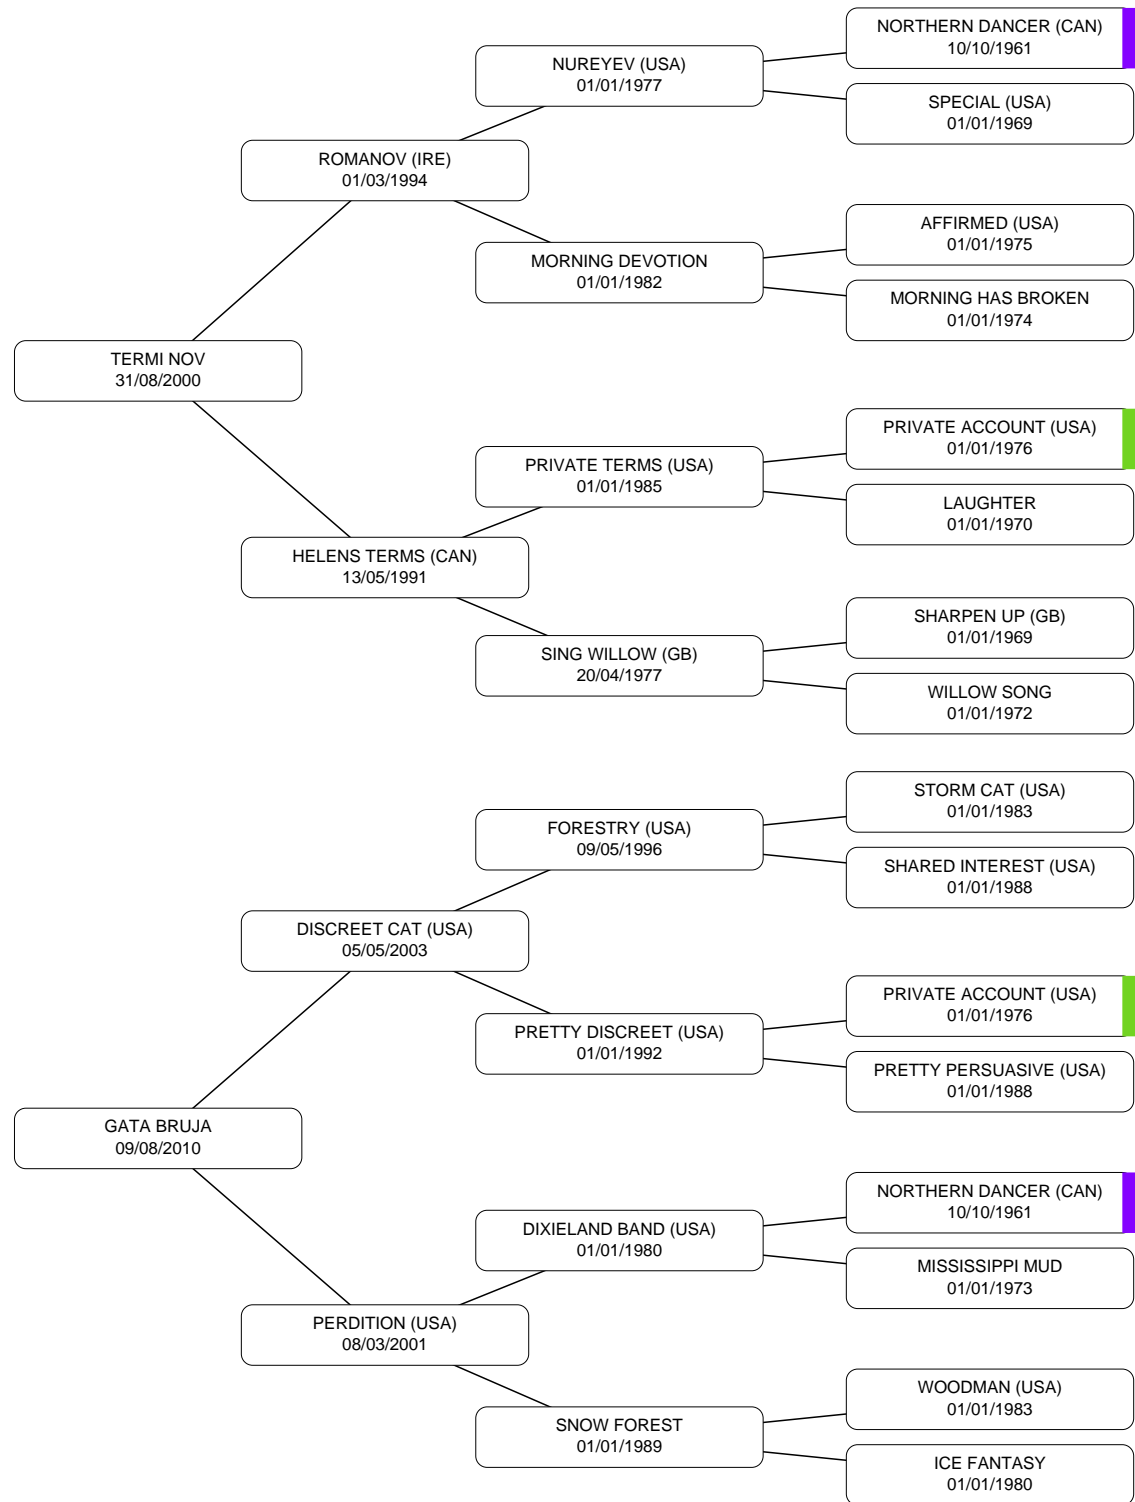 NORTHERN DANCER (CAN)
10/10/1961
NUREYEV (USA)
01/01/1977
SPECIAL (USA)
01/01/1969
ROMANOV (IRE)
01/03/1994
AFFIRMED (USA)
01/01/1975
MORNING DEVOTION
01/01/1982
MORNING HAS BROKEN
01/01/1974
TERMI NOV
31/08/2000
PRIVATE ACCOUNT (USA)
01/01/1976
PRIVATE TERMS (USA)
01/01/1985
LAUGHTER
01/01/1970
HELENS TERMS (CAN)
13/05/1991
SHARPEN UP (GB)
01/01/1969
SING WILLOW (GB)
20/04/1977
WILLOW SONG
01/01/1972
STORM CAT (USA)
01/01/1983
FORESTRY (USA)
09/05/1996
SHARED INTEREST (USA)
01/01/1988
DISCREET CAT (USA)
05/05/2003
PRIVATE ACCOUNT (USA)
01/01/1976
PRETTY DISCREET (USA)
01/01/1992
PRETTY PERSUASIVE (USA)
01/01/1988
GATA BRUJA
09/08/2010
NORTHERN DANCER (CAN)
10/10/1961
DIXIELAND BAND (USA)
01/01/1980
MISSISSIPPI MUD
01/01/1973
PERDITION (USA)
08/03/2001
WOODMAN (USA)
01/01/1983
SNOW FOREST
01/01/1989
ICE FANTASY
01/01/1980